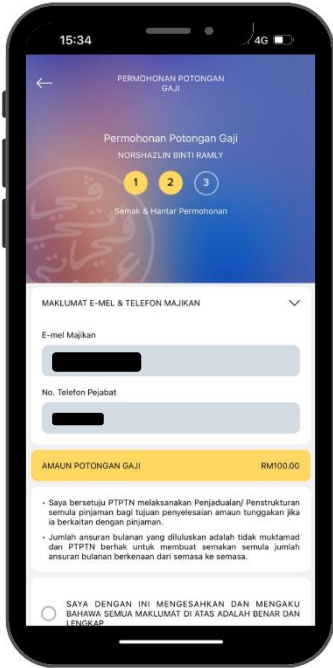 15:34
4G
PERMOHONAN POTONGAN
GAJI
Permohonan Potongan Gaji
NORSHAZLIN BINTI RAMLY
1 2 3
Semak & Hantar Permohonan
MAKLUMAT E-MEL & TELEFON MAJIKAN
E-mel Majikan
No. Telefon Pejabat
AMAUN POTONGAN GAJI RM100.00
• Saya bersetuju PTPTN melaksanakan Penjadualan/ Penstrukturan
semula pinjaman bagi tujuan penyelesaian amaun tunggakan jika
ia berkaitan dengan pinjaman.
• Jumlah ansuran bulanan yang diluluskan adalah tidak muktamad
dan PTPTN berhak untuk membuat semakan semula jumlah
ansuran bulanan berkenaan dari semasa ke semasa.
SAYA DENGAN INI MENGESAHKAN DAN MENGAKU
BAHAWA SEMUA MAKLUMAT DI ATAS ADALAH BENAR DAN
LENGKAP